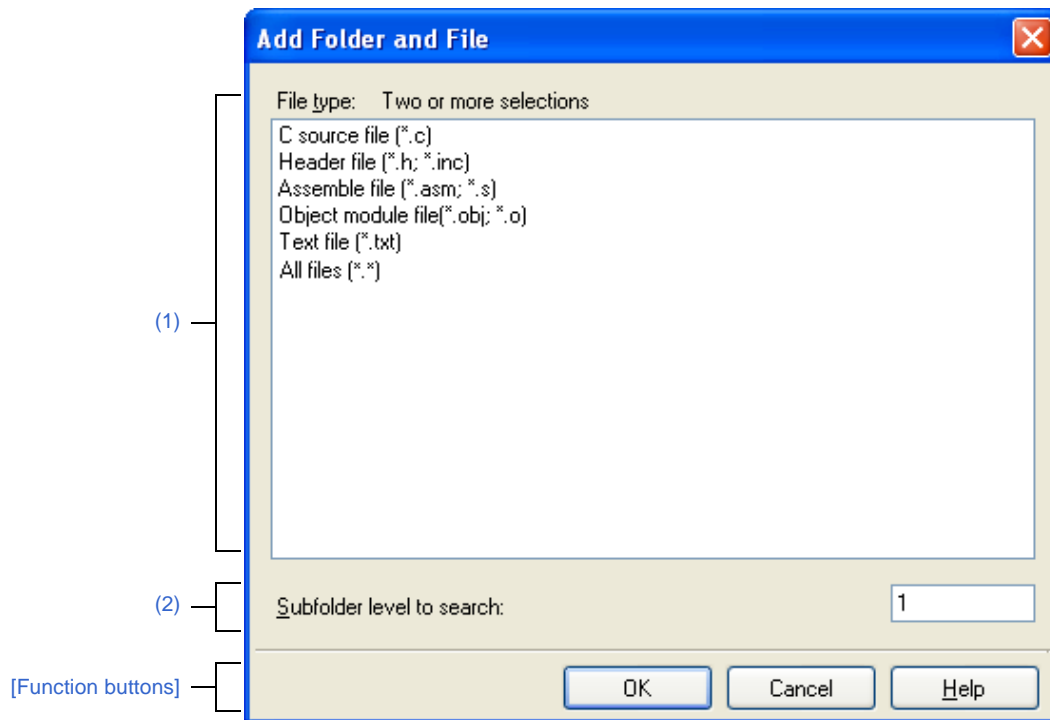 Add Folder and File
File type: Two or more selections
C source file (*.c)
Header file (*.h; *.inc)
Assemble file (*.asm; *.s)
Object module file(*.obj; *.o)
Text file (*.txt)
All files (*.*)
(1)
(2)
Subfolder level to search: 1
[Function buttons]
OK Cancel Help